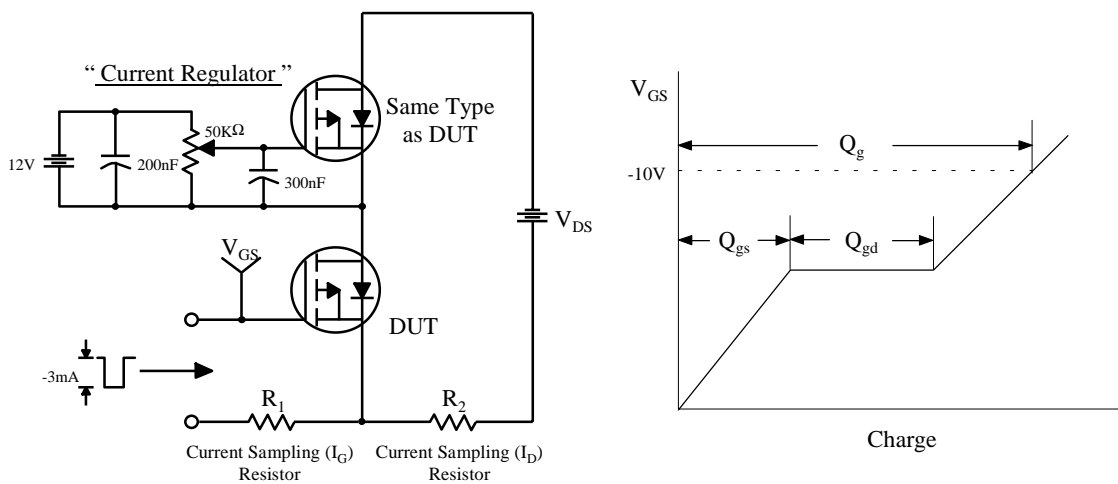 “ Current Regulator ”
12V
200nF
50KΩ
300nF
Same Type
as DUT
V_DS
V_GS
DUT
-3mA
R_1
R_2
Current Sampling (I_G)
Resistor
Current Sampling (I_D)
Resistor
V_GS
Q_g
-10V
Q_gs
Q_gd
Charge